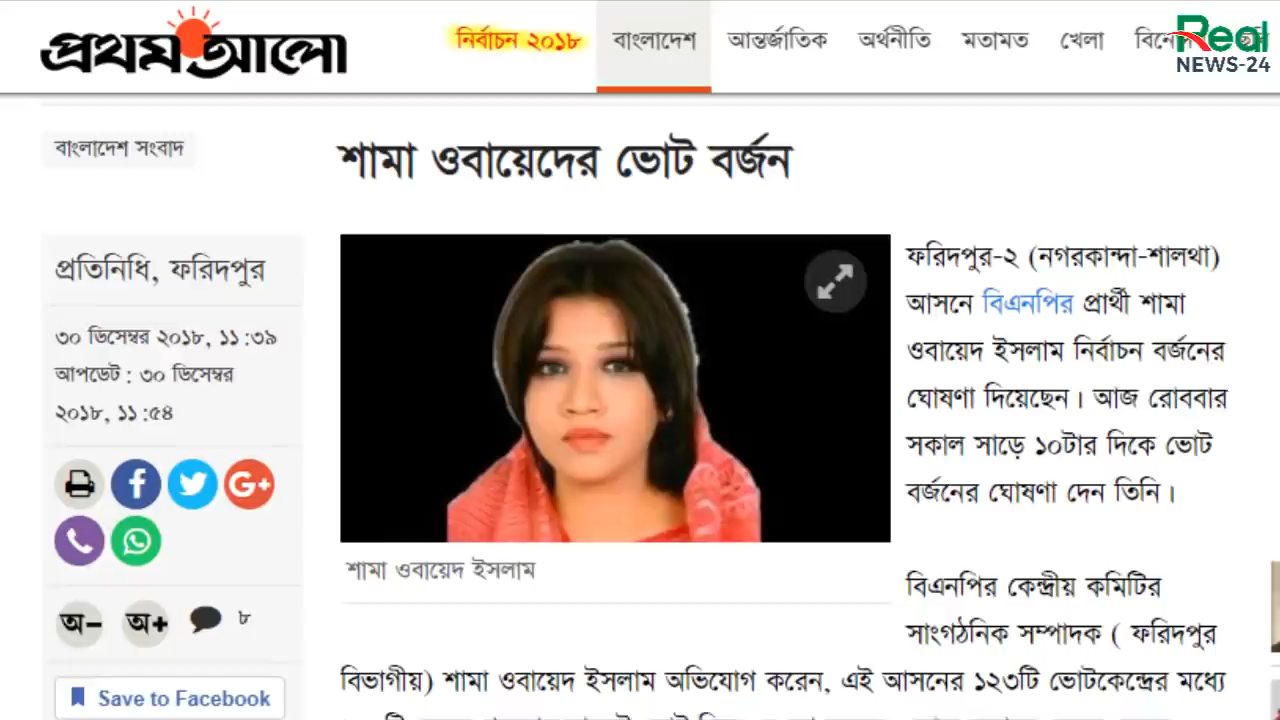 প্রথম আলো
নির্বাচন ২০১৮ বাংলাদেশ আন্তর্জাতিক অর্থনীতি মতামত খেলা
Real
NEWS-24
বাংলাদেশ সংবাদ
শামা ওবায়েদের ভোট বর্জন
প্রতিনিধি, ফরিদপুর
৩০ ডিসেম্বর ২০১৮, ১১:৩৯
আপডেট : ৩০ ডিসেম্বর
২০১৮, ১১:৫৪
অ− অ+ ৮
Save to Facebook
শামা ওবায়েদ ইসলাম
ফরিদপুর-২ (নগরকান্দা-শালথা)
আসনে বিএনপির প্রার্থী শামা
ওবায়েদ ইসলাম নির্বাচন বর্জনের
ঘোষণা দিয়েছেন। আজ রোববার
সকাল সাড়ে ১০টার দিকে ভোট
বর্জনের ঘোষণা দেন তিনি।
বিএনপির কেন্দ্রীয় কমিটির
সাংগঠনিক সম্পাদক ( ফরিদপুর
বিভাগীয়) শামা ওবায়েদ ইসলাম অভিযোগ করেন, এই আসনের ১২৩টি ভোটকেন্দ্রের মধ্যে